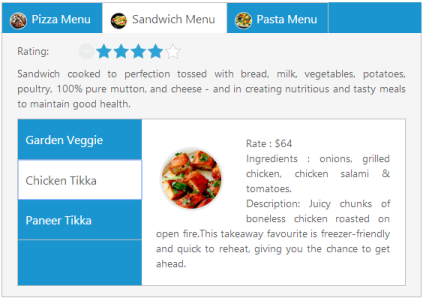 Pizza Menu
Sandwich Menu
Pasta Menu
Rating:
Sandwich cooked to perfection tossed with bread, milk, vegetables, potatoes,
poultry, 100% pure mutton, and cheese - and in creating nutritious and tasty meals
to maintain good health.
Garden Veggie
Chicken Tikka
Paneer Tikka
Rate : $64
Ingredients : onions, grilled
chicken, chicken salami &
tomatoes.
Description: Juicy chunks of
boneless chicken roasted on
open fire.This takeaway favourite is freezer-friendly
and quick to reheat, giving you the chance to get
ahead.